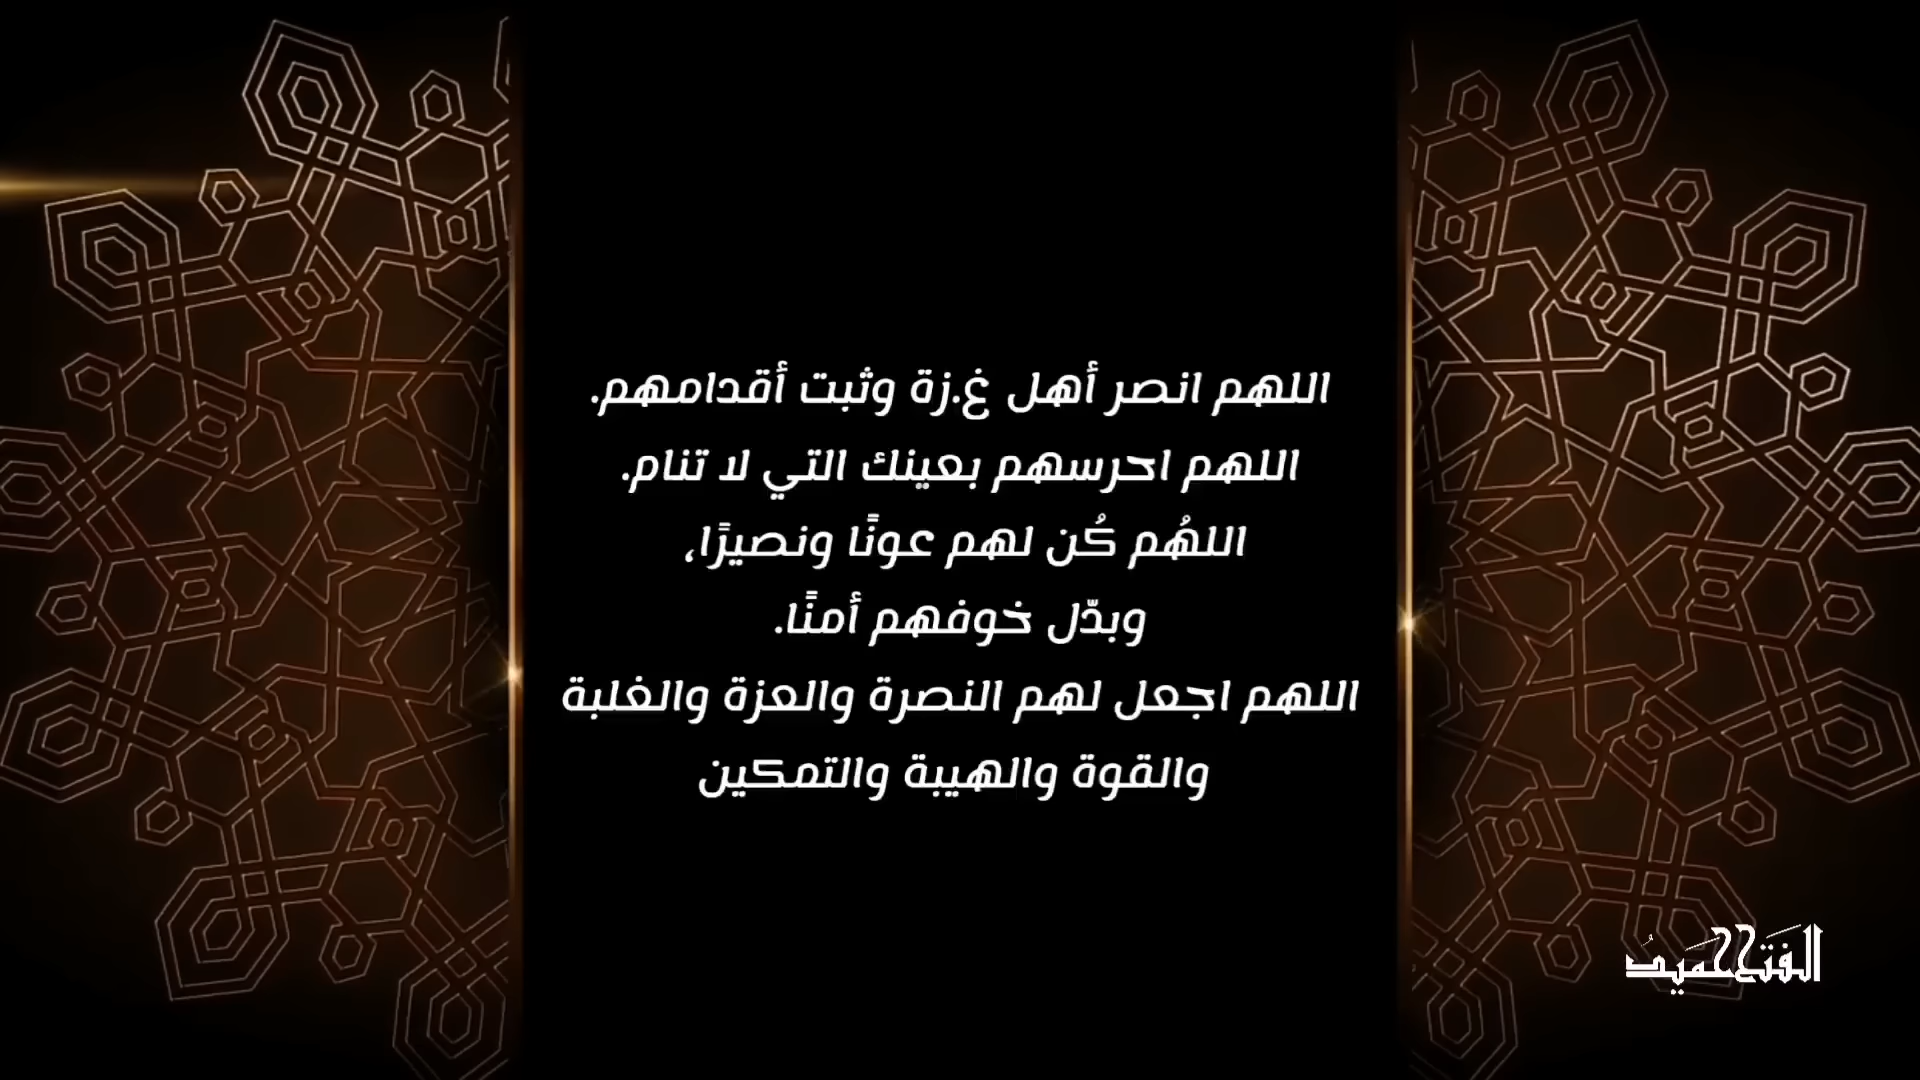 اللهم انصر أهل غ.زة وثبت أقدامهم.
اللهم احرسهم بعينك التي لا تنام.
اللهُم كُن لهم عونًا ونصيرًا،
وبدّل خوفهم أمنًا.
اللهم اجعل لهم النصرة والعزة والغلبة
والقوة والهيبة والتمكين